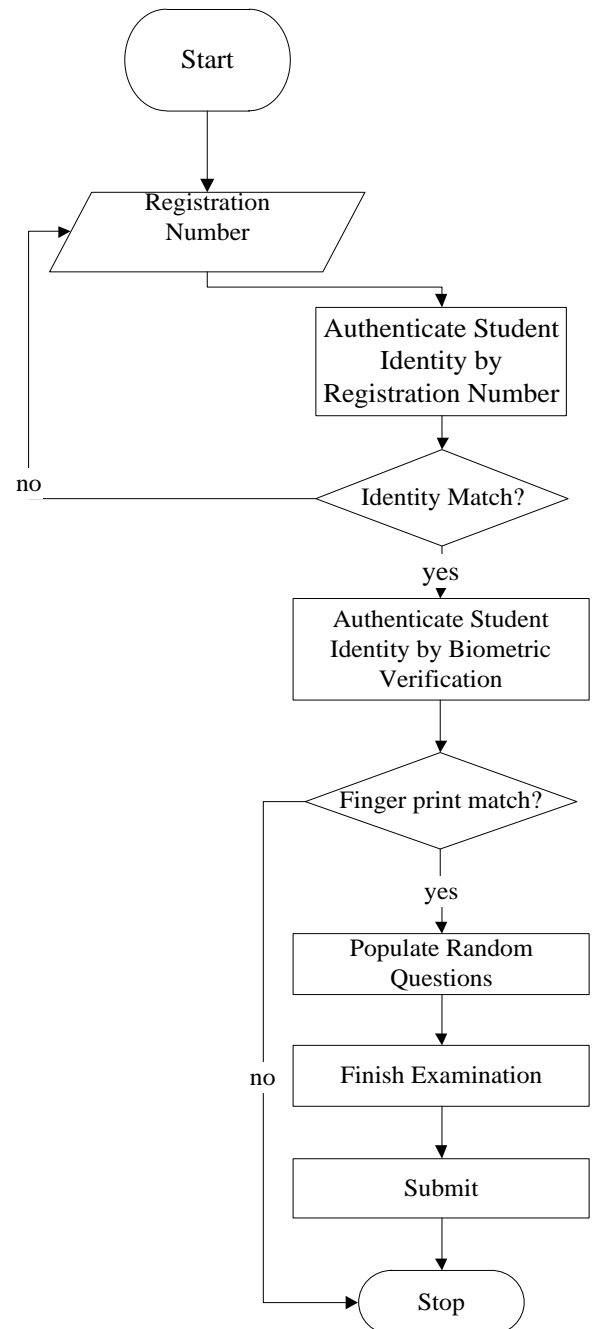 Start
Registration
Number
Authenticate Student
Identity by
Registration Number
no
Identity Match?
yes
Authenticate Student
Identity by Biometric
Verification
Finger print match?
yes
Populate Random
Questions
no
Finish Examination
Submit
Stop